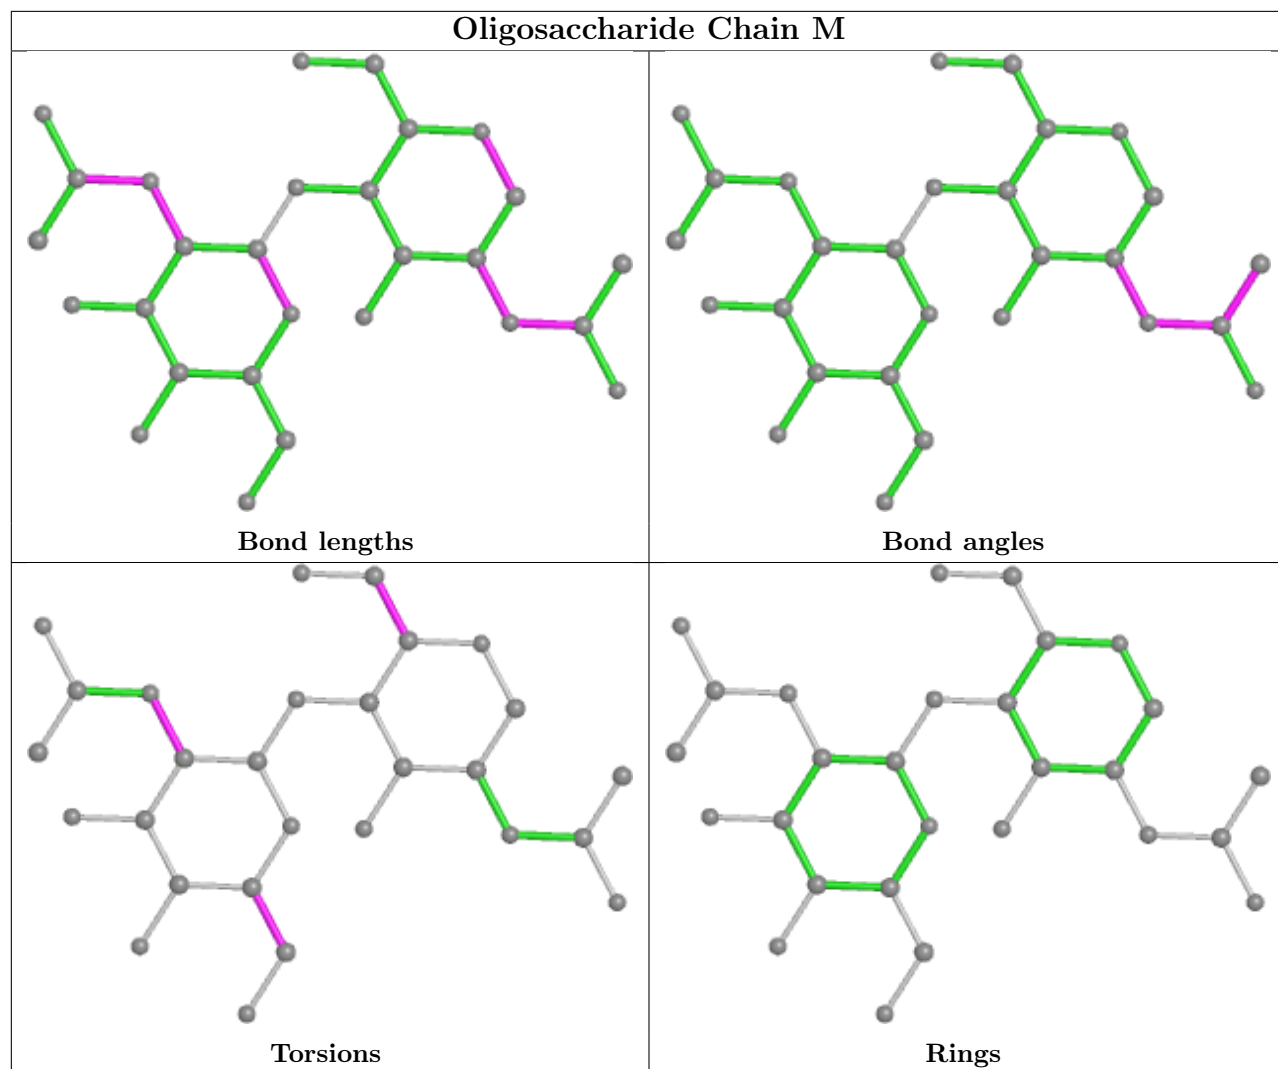 Oligosaccharide Chain M
Bond lengths
Bond angles
Torsions
Rings